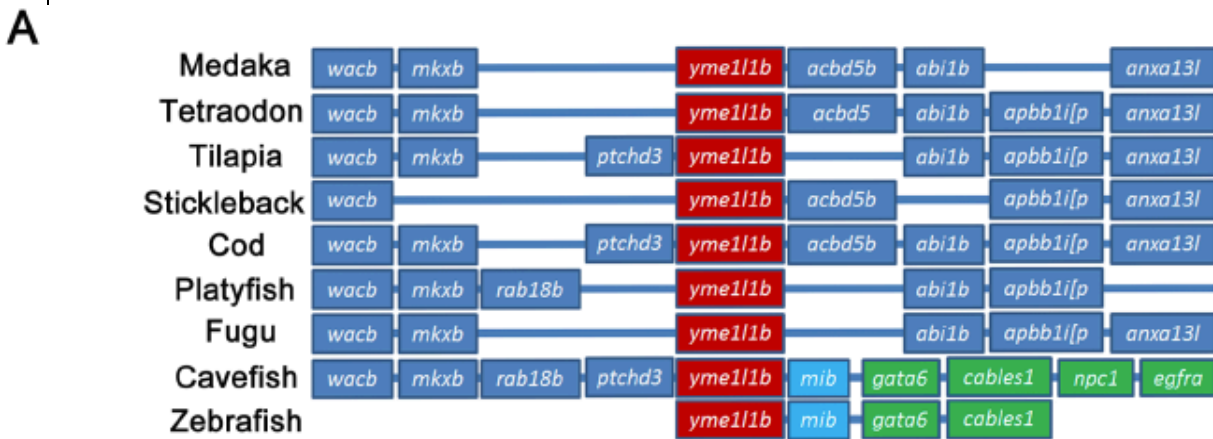 A
Medaka wacb mkxb yme1l1b acbd5b abi1b anxa13l
Tetraodon wacb mkxb yme1l1b acbd5 abi1b apbb1i[p anxa13l
Tilapia wacb mkxb ptchd3 yme1l1b abi1b apbb1i[p anxa13l
Stickleback wacb yme1l1b acbd5b apbb1i[p anxa13l
Cod wacb mkxb ptchd3 yme1l1b acbd5b abi1b apbb1i[p anxa13l
Platyfish wacb mkxb rab18b yme1l1b abi1b apbb1i[p
Fugu wacb mkxb yme1l1b abi1b apbb1i[p anxa13l
Cavefish wacb mkxb rab18b ptchd3 yme1l1b mib gata6 cables1 npc1 egfra
Zebrafish yme1l1b mib gata6 cables1